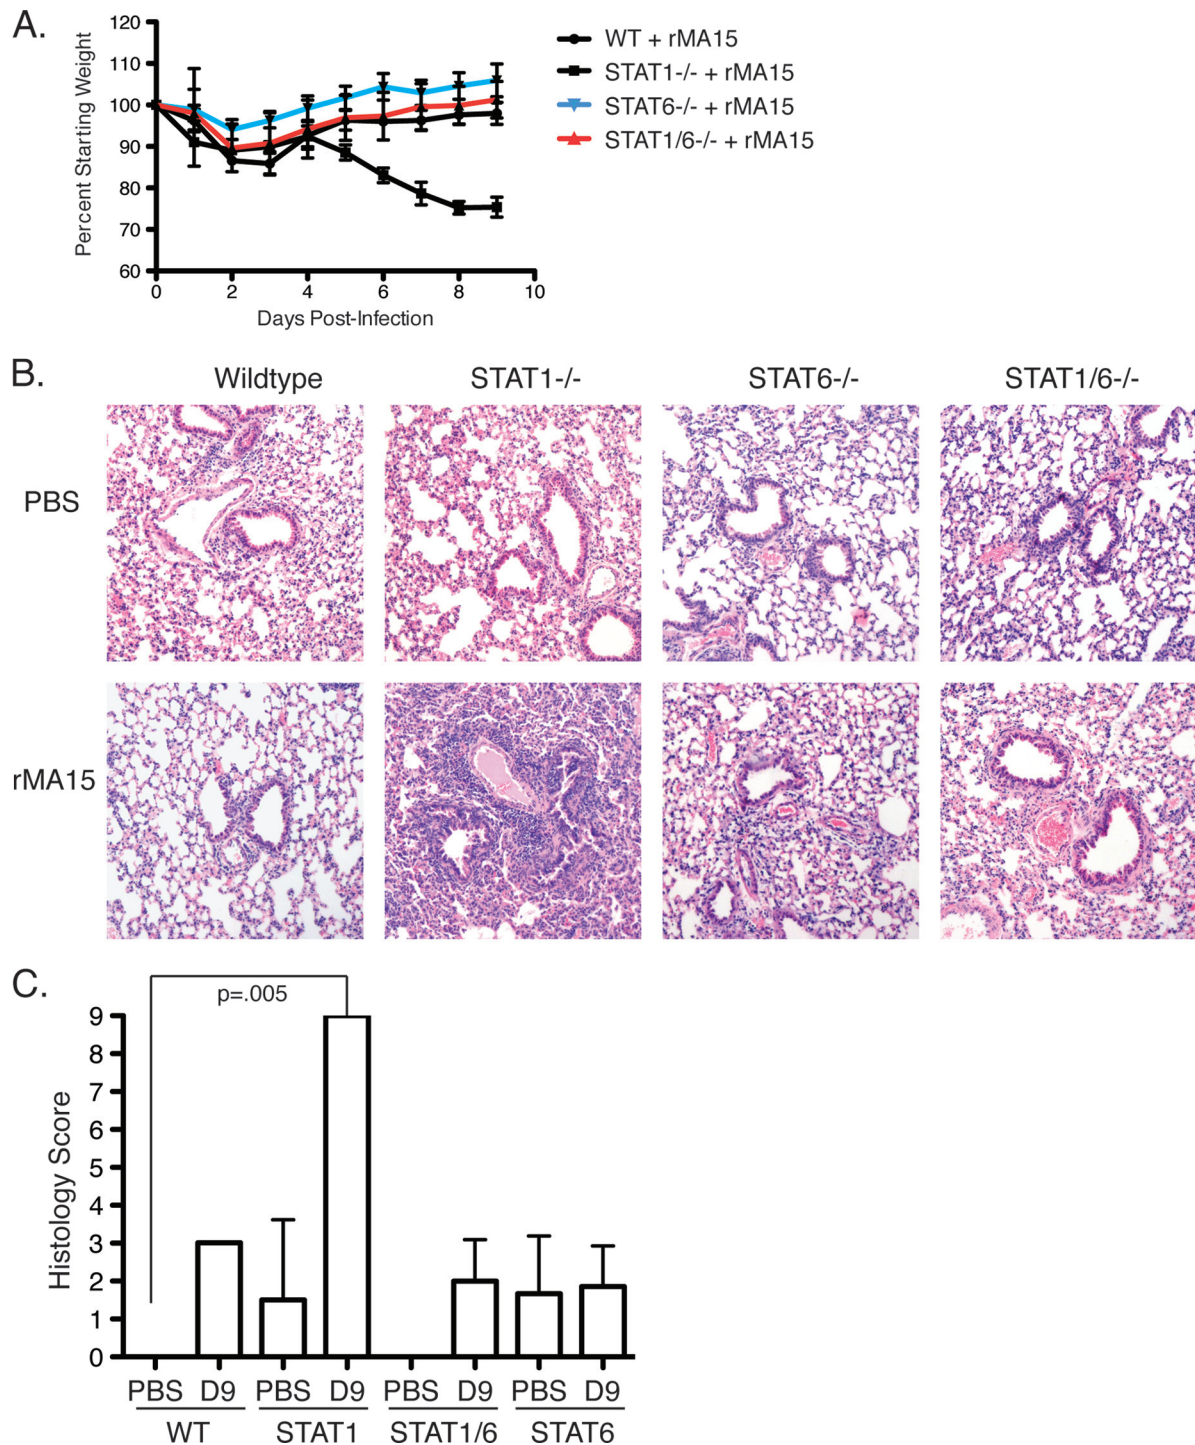 A.
120
110
100
90
80
70
60
Percent Starting Weight
0 2 4 6 8 10
Days Post-Infection
WT + rMA15
STAT1-/- + rMA15
STAT6-/- + rMA15
STAT1/6-/- + rMA15
B.
Wildtype STAT1-/- STAT6-/- STAT1/6-/-
PBS
rMA15
C.
p=.005
9
8
7
6
5
4
3
2
1
0
Histology Score
PBS D9 PBS D9 PBS D9 PBS D9
WT STAT1 STAT1/6 STAT6